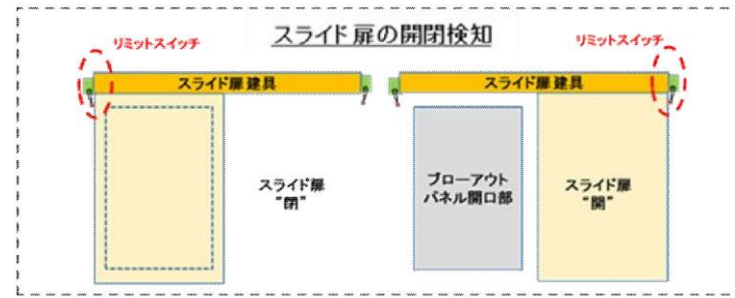 スライド扉の開閉検知
リミットスイッチ
リミットスイッチ
スライド扉建具
スライド扉建具
スライド扉
“閉”
ブローアウト
パネル開口部
スライド扉
“開”